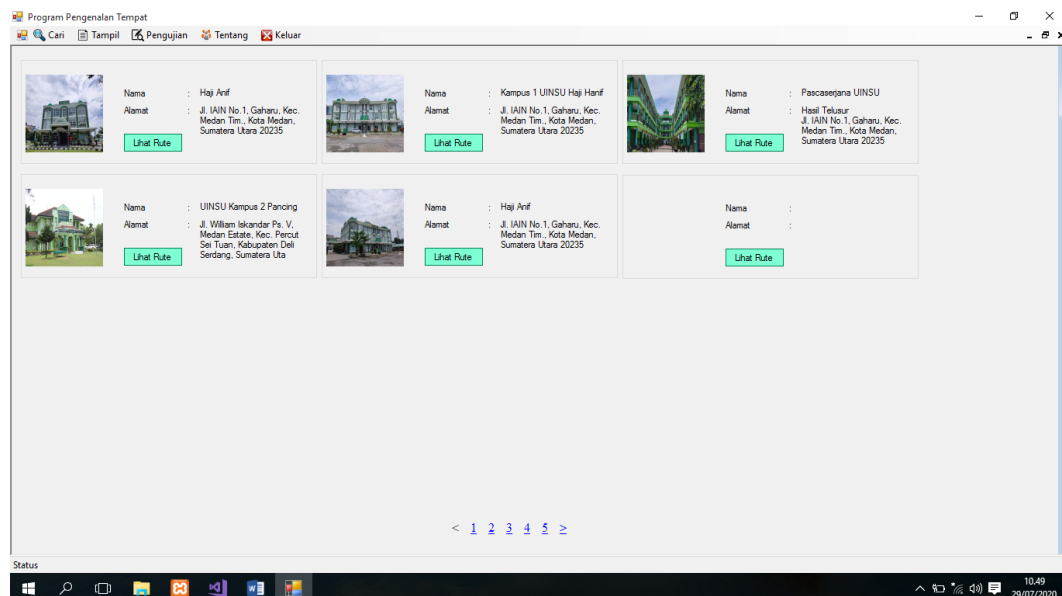 Program Pengenalan Tempat
Cari Tampil Pengujian Tentang Keluar
Nama : Haji Anif
Alamat : Jl. IAIN No.1, Gaharu, Kec.
Medan Tim., Kota Medan,
Sumatera Utara 20235
Lihat Rute
Nama : Kampus 1 UINSU Haji Hanif
Alamat : Jl. IAIN No.1, Gaharu, Kec.
Medan Tim., Kota Medan,
Sumatera Utara 20235
Lihat Rute
Nama : Pascaserjana UINSU
Alamat : Hasil Telusur
Jl. IAIN No.1, Gaharu, Kec.
Medan Tim., Kota Medan,
Sumatera Utara 20235
Lihat Rute
Nama : UINSU Kampus 2 Pancing
Alamat : Jl. William Iskandar Ps. V,
Medan Estate, Kec. Percut
Sei Tuan, Kabupaten Deli
Serdang, Sumatera Uta
Lihat Rute
Nama : Haji Anif
Alamat : Jl. IAIN No.1, Gaharu, Kec.
Medan Tim., Kota Medan,
Sumatera Utara 20235
Lihat Rute
Nama :
Alamat :
Lihat Rute
< 1 2 3 4 5 >
Status
10.49
29/07/2020